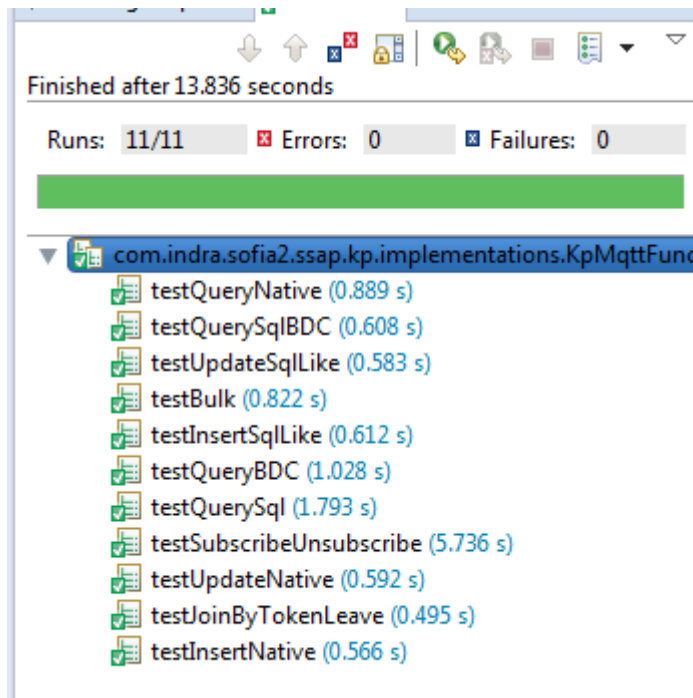 Finished after 13.836 seconds
Runs: 11/11 Errors: 0 Failures: 0
com.indra.sofia2.ssap.kp.implementations.KpMqttFunc
testQueryNative (0.889 s)
testQuerySqlBDC (0.608 s)
testUpdateSqlLike (0.583 s)
testBulk (0.822 s)
testInsertSqlLike (0.612 s)
testQueryBDC (1.028 s)
testQuerySql (1.793 s)
testSubscribeUnsubscribe (5.736 s)
testUpdateNative (0.592 s)
testJoinByTokenLeave (0.495 s)
testInsertNative (0.566 s)